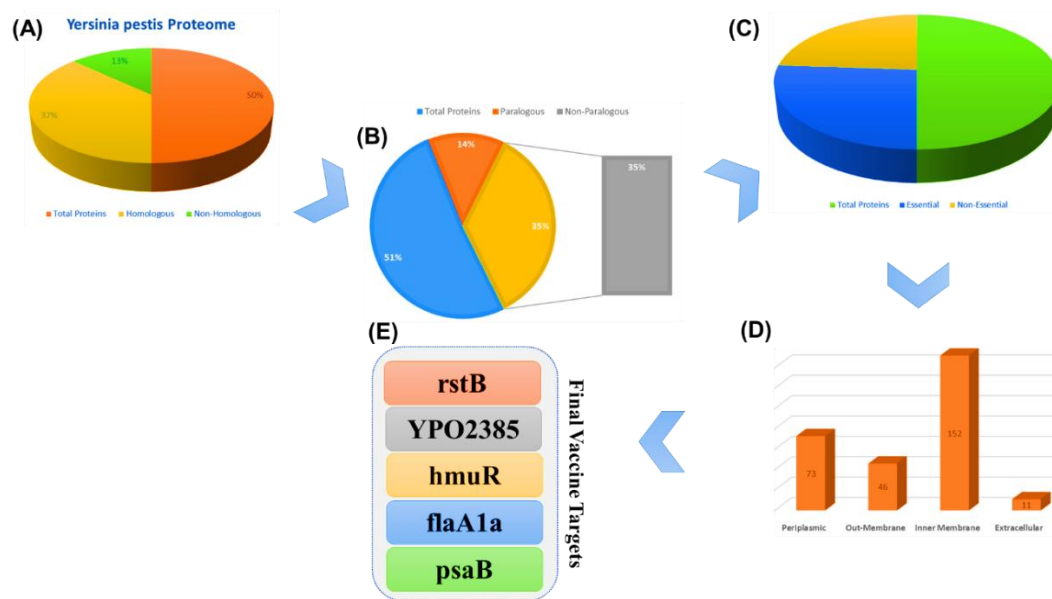 (A)
Yersinia pestis Proteome
13%
50%
37%
Total Proteins Homologous Non-Homologous
(B)
Total Proteins Paralogous Non-Paralogous
14%
35%
51%
35%
(C)
Total Proteins Essential Non-Essential
(D)
73
46
152
11
Periplasmic Out-Membrane Inner Membrane Extracellular
(E)
rstB
YPO2385
hmuR
flaA1a
psaB
Final Vaccine Targets